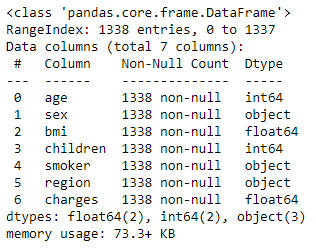 <class 'pandas.core.frame.DataFrame'>
RangeIndex: 1338 entries, 0 to 1337
Data columns (total 7 columns):
 #   Column    Non-Null Count  Dtype
---  ------    --------------  -----
 0   age       1338 non-null   int64
 1   sex       1338 non-null   object
 2   bmi       1338 non-null   float64
 3   children  1338 non-null   int64
 4   smoker    1338 non-null   object
 5   region    1338 non-null   object
 6   charges   1338 non-null   float64
dtypes: float64(2), int64(2), object(3)
memory usage: 73.3+ KB